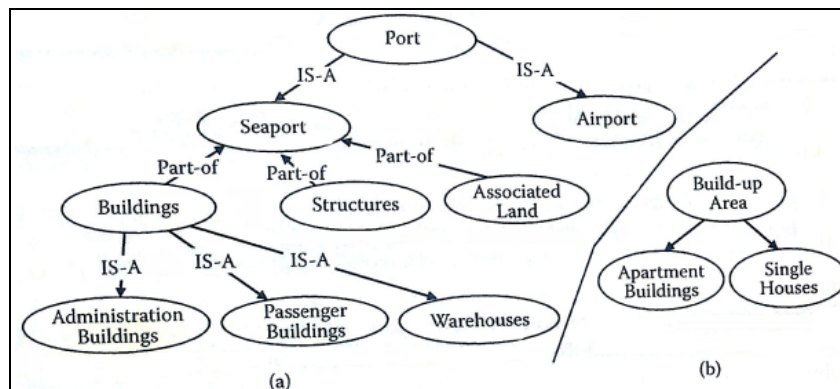 Port
IS-A
IS-A
Seaport
Airport
Part-of
Part-of
Part-of
Buildings
Structures
Associated
Land
Build-up
Area
IS-A
IS-A
IS-A
Apartment
Buildings
Single
Houses
Administration
Buildings
Passenger
Buildings
Warehouses
(a)
(b)